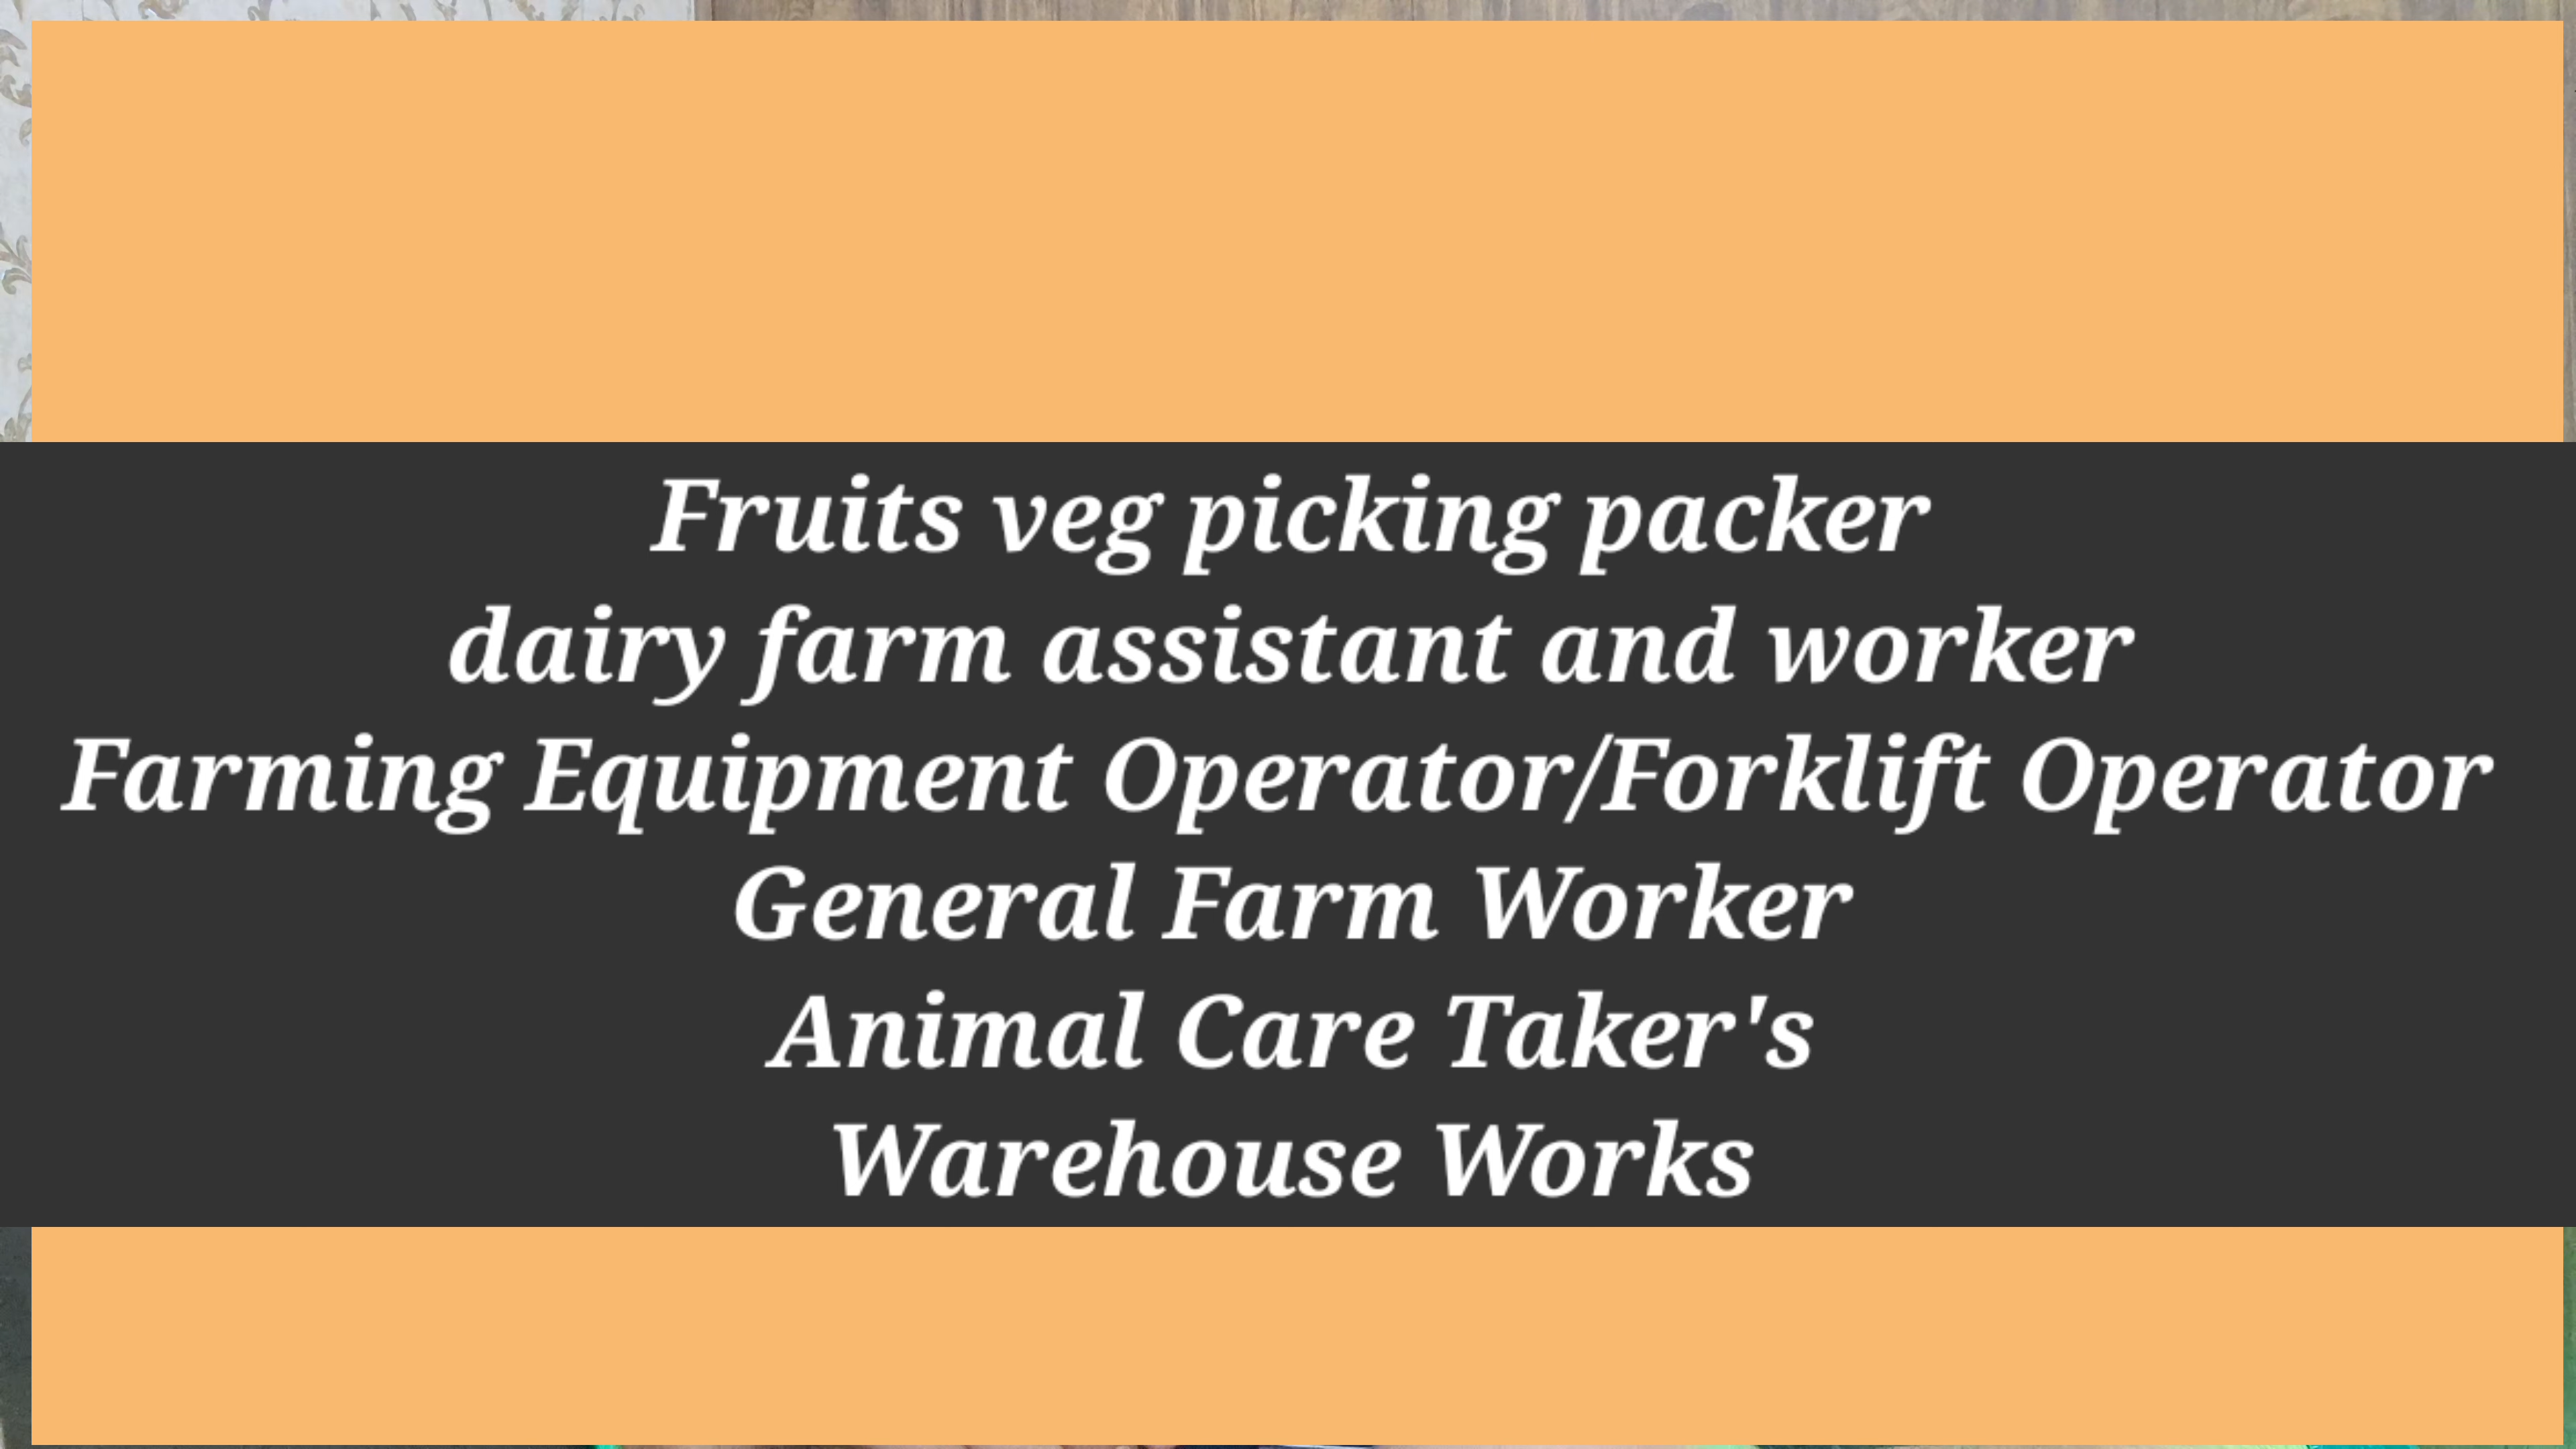 Fruits veg picking packer
dairy farm assistant and worker
Farming Equipment Operator/Forklift Operator
General Farm Worker
Animal Care Taker's
Warehouse Works